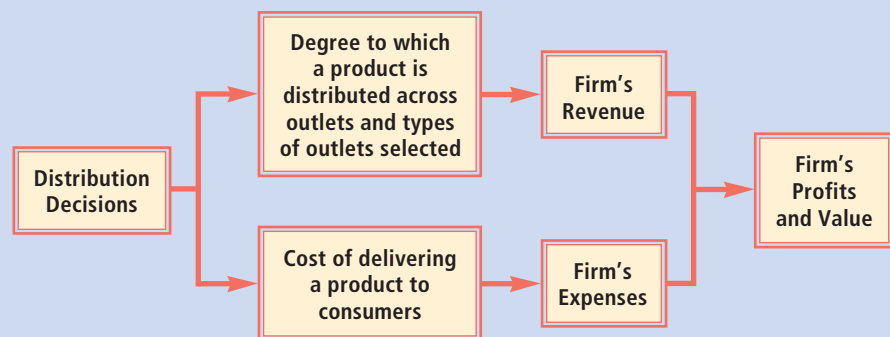 Distribution
Decisions
Degree to which
a product is
distributed across
outlets and types
of outlets selected
Firm's
Revenue
Cost of delivering
a product to
consumers
Firm's
Expenses
Firm's
Profits
and Value